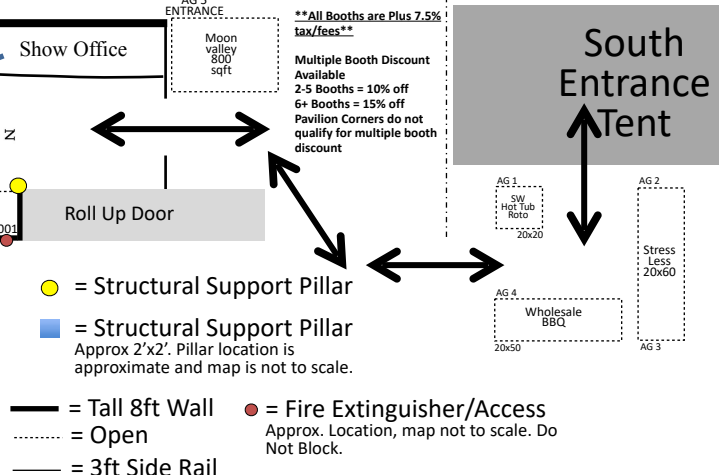 AG 5
ENTRANCE
Show Office
Moon
valley
800
sqft
**All Booths are Plus 7.5%
tax/fees**
Multiple Booth Discount
Available
2-5 Booths = 10% off
6+ Booths = 15% off
Pavilion Corners do not
qualify for multiple booth
discount
South
Entrance
Tent
N
AG 1
SW
Hot Tub
Roto
20x20
AG 2
Stress
Less
20x60
AG 3
AG 4
Wholesale
BBQ
20x50
Roll Up Door
001
= Structural Support Pillar
= Structural Support Pillar
Approx 2'x2'. Pillar location is
approximate and map is not to scale.
= Tall 8ft Wall
= Open
= 3ft Side Rail
= Fire Extinguisher/Access
Approx. Location, map not to scale. Do
Not Block.